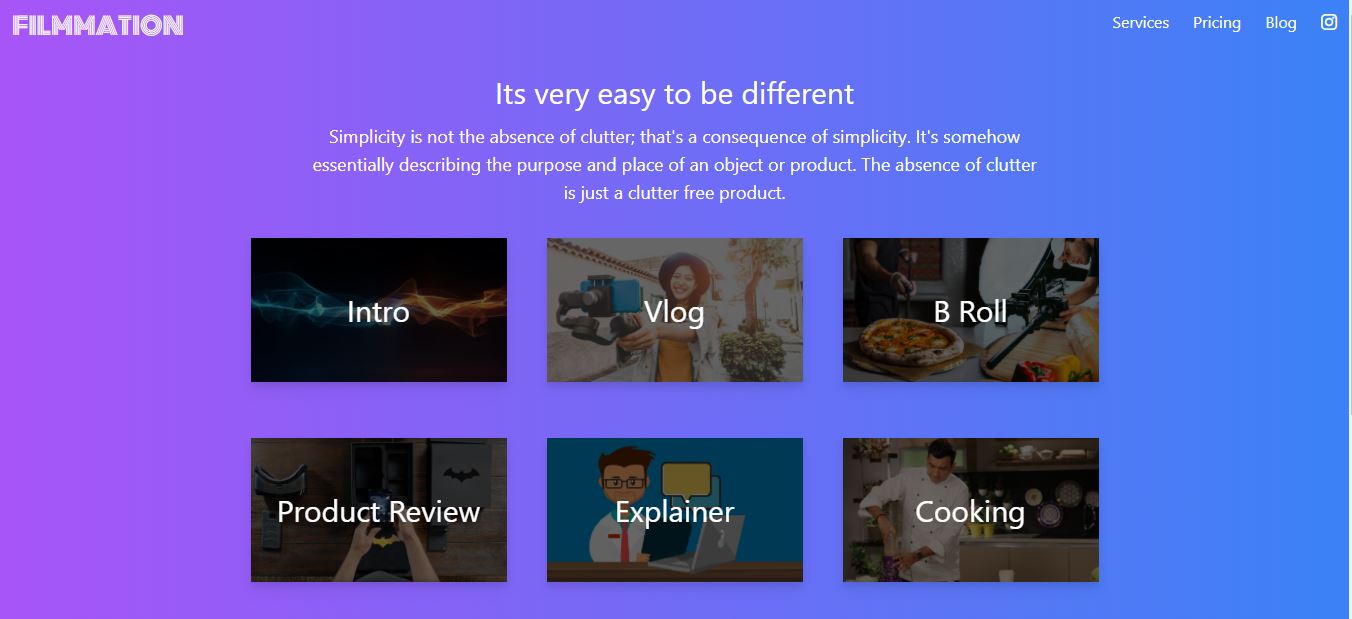 FILMMATION
Services
Pricing
Blog
Its very easy to be different
Simplicity is not the absence of clutter; that's a consequence of simplicity. It's somehow
essentially describing the purpose and place of an object or product. The absence of clutter
is just a clutter free product.
Intro
Vlog
B Roll
Product Review
Explainer
Cooking